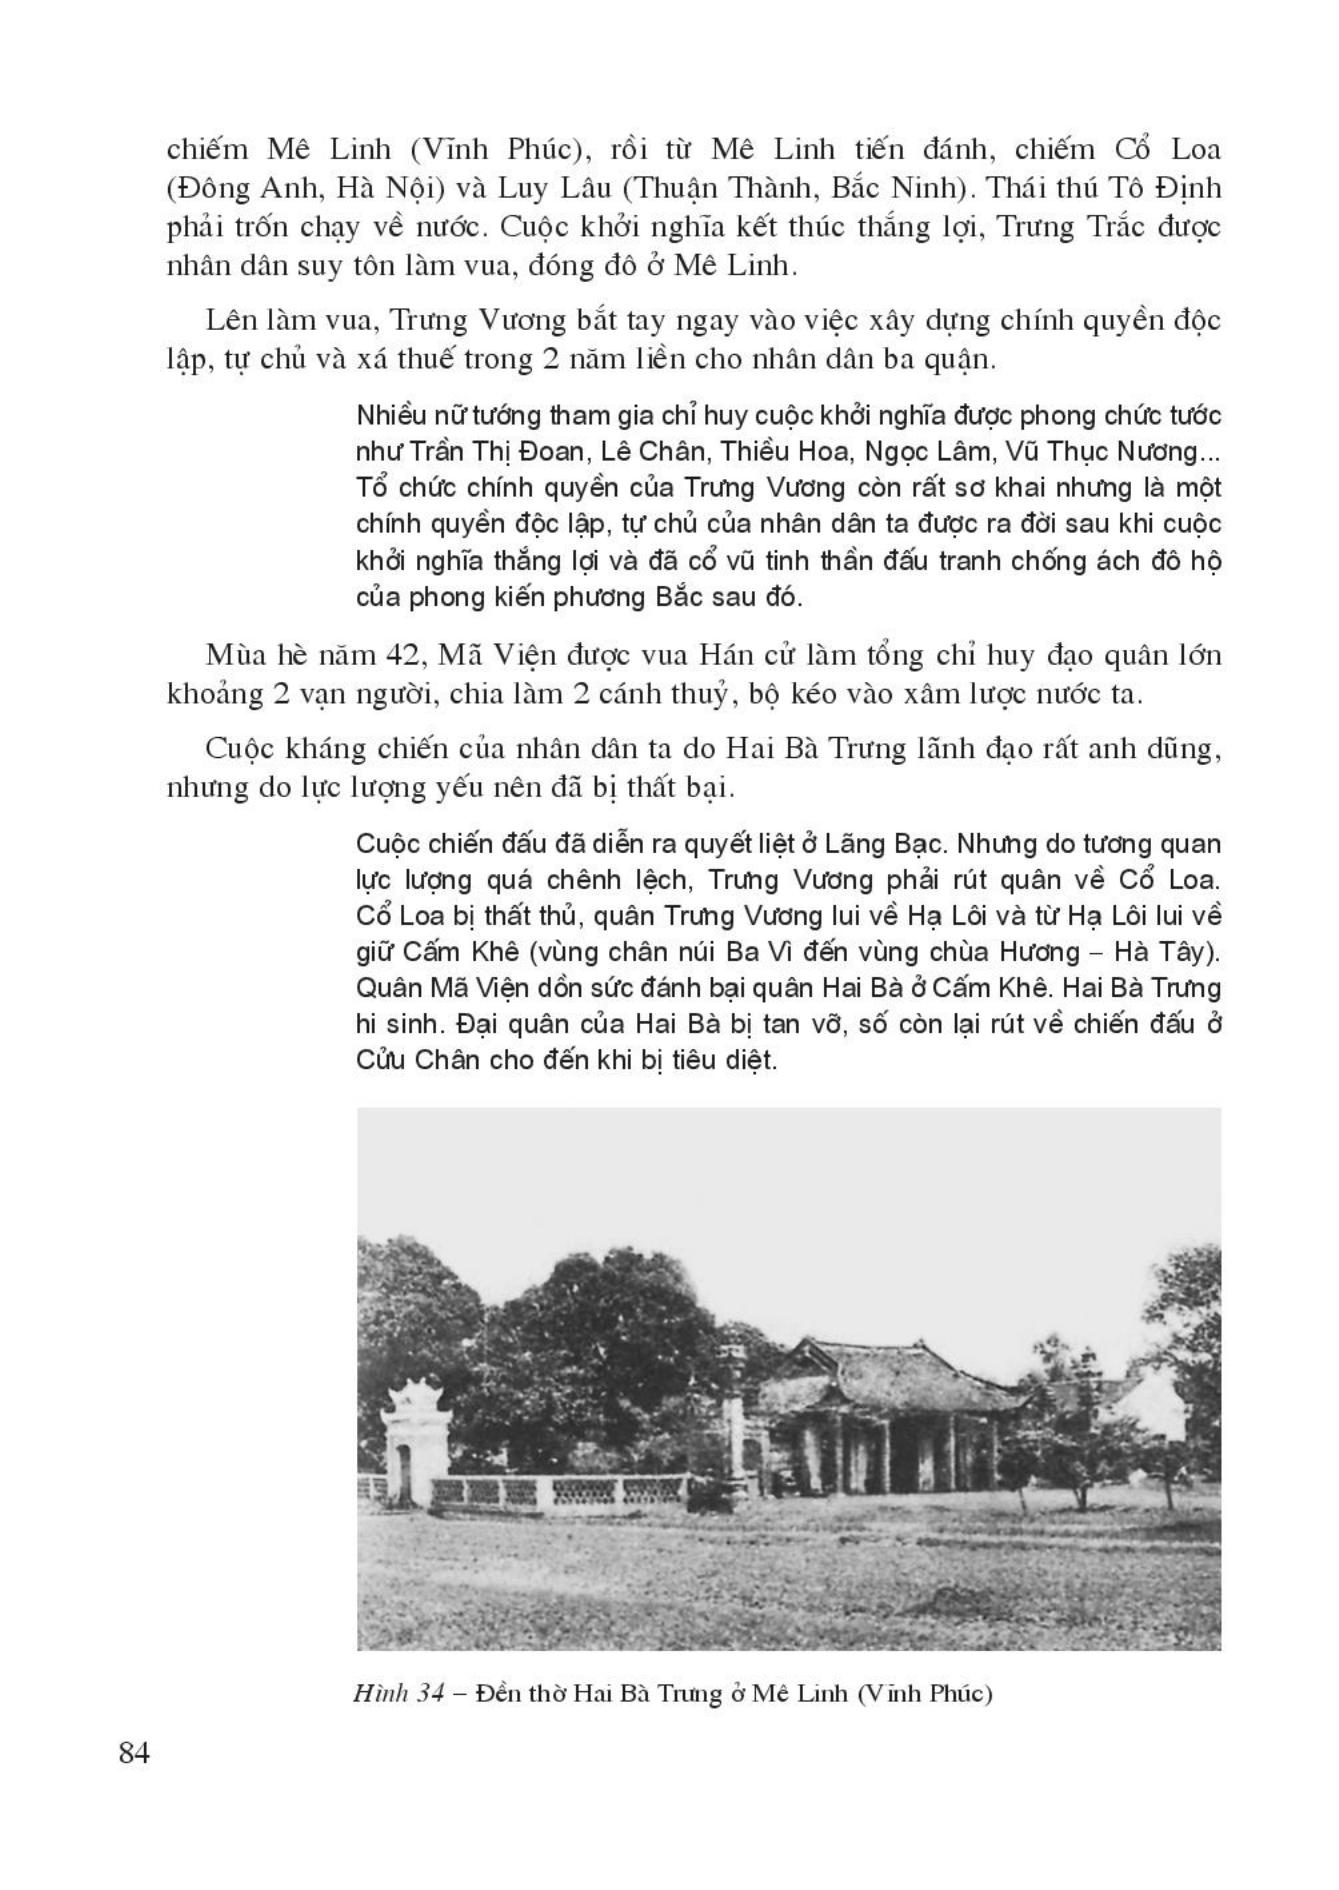 chiếm Mê Linh (Vĩnh Phúc), rồi từ Mê Linh tiến đánh, chiếm Cổ Loa
(Đông Anh, Hà Nội) và Luy Lâu (Thuận Thành, Bắc Ninh). Thái thú Tô Định
phải trốn chạy về nước. Cuộc khởi nghĩa kết thúc thắng lợi, Trưng Trắc được
nhân dân suy tôn làm vua, đóng đô ở Mê Linh.
Lên làm vua, Trưng Vương bắt tay ngay vào việc xây dựng chính quyền độc
lập, tự chủ và xá thuế trong 2 năm liền cho nhân dân ba quận.
Nhiều nữ tướng tham gia chỉ huy cuộc khởi nghĩa được phong chức tước
như Trần Thị Đoan, Lê Chân, Thiều Hoa, Ngọc Lâm, Vũ Thục Nương...
Tổ chức chính quyền của Trưng Vương còn rất sơ khai nhưng là một
chính quyền độc lập, tự chủ của nhân dân ta được ra đời sau khi cuộc
khởi nghĩa thắng lợi và đã cổ vũ tinh thần đấu tranh chống ách đô hộ
của phong kiến phương Bắc sau đó.
Mùa hè năm 42, Mã Viện được vua Hán cử làm tổng chỉ huy đạo quân lớn
khoảng 2 vạn người, chia làm 2 cánh thuỷ, bộ kéo vào xâm lược nước ta.
Cuộc kháng chiến của nhân dân ta do Hai Bà Trưng lãnh đạo rất anh dũng,
nhưng do lực lượng yếu nên đã bị thất bại.
Cuộc chiến đấu đã diễn ra quyết liệt ở Lãng Bạc. Nhưng do tương quan
lực lượng quá chênh lệch, Trưng Vương phải rút quân về Cổ Loa.
Cổ Loa bị thất thủ, quân Trưng Vương lui về Hạ Lôi và từ Hạ Lôi lui về
giữ Cấm Khê (vùng chân núi Ba Vì đến vùng chùa Hương – Hà Tây).
Quân Mã Viện dồn sức đánh bại quân Hai Bà ở Cấm Khê. Hai Bà Trưng
hi sinh. Đại quân của Hai Bà bị tan vỡ, số còn lại rút về chiến đấu ở
Cửu Chân cho đến khi bị tiêu diệt.
Hình 34 – Đền thờ Hai Bà Trưng ở Mê Linh (Vĩnh Phúc)
84